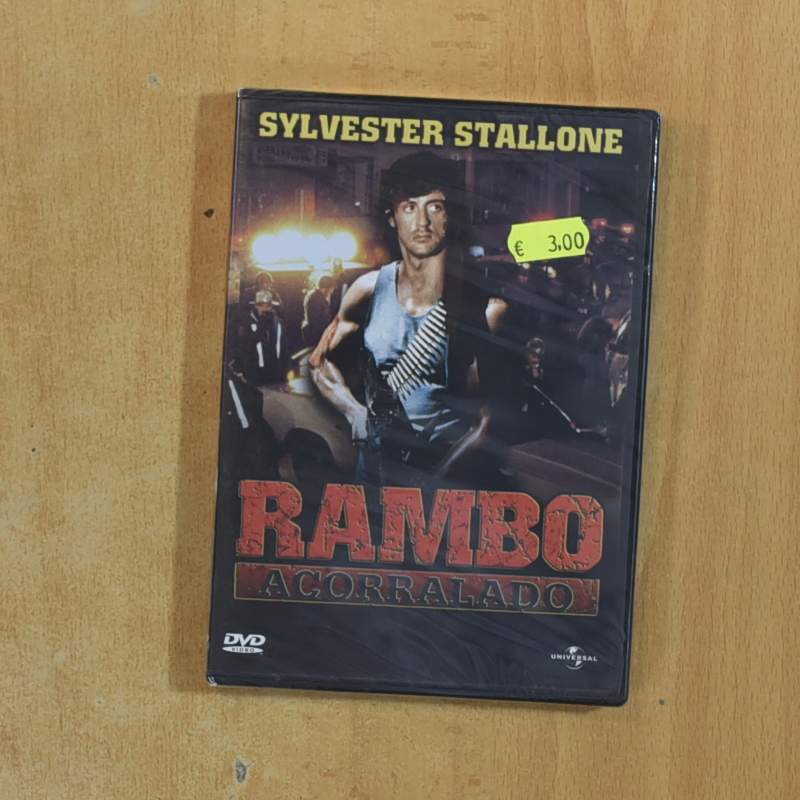 SYLVESTER STALLONE
€ 3.00
RAMBO
ACORRALADO
DVD
VIDEO
UNIVERSAL